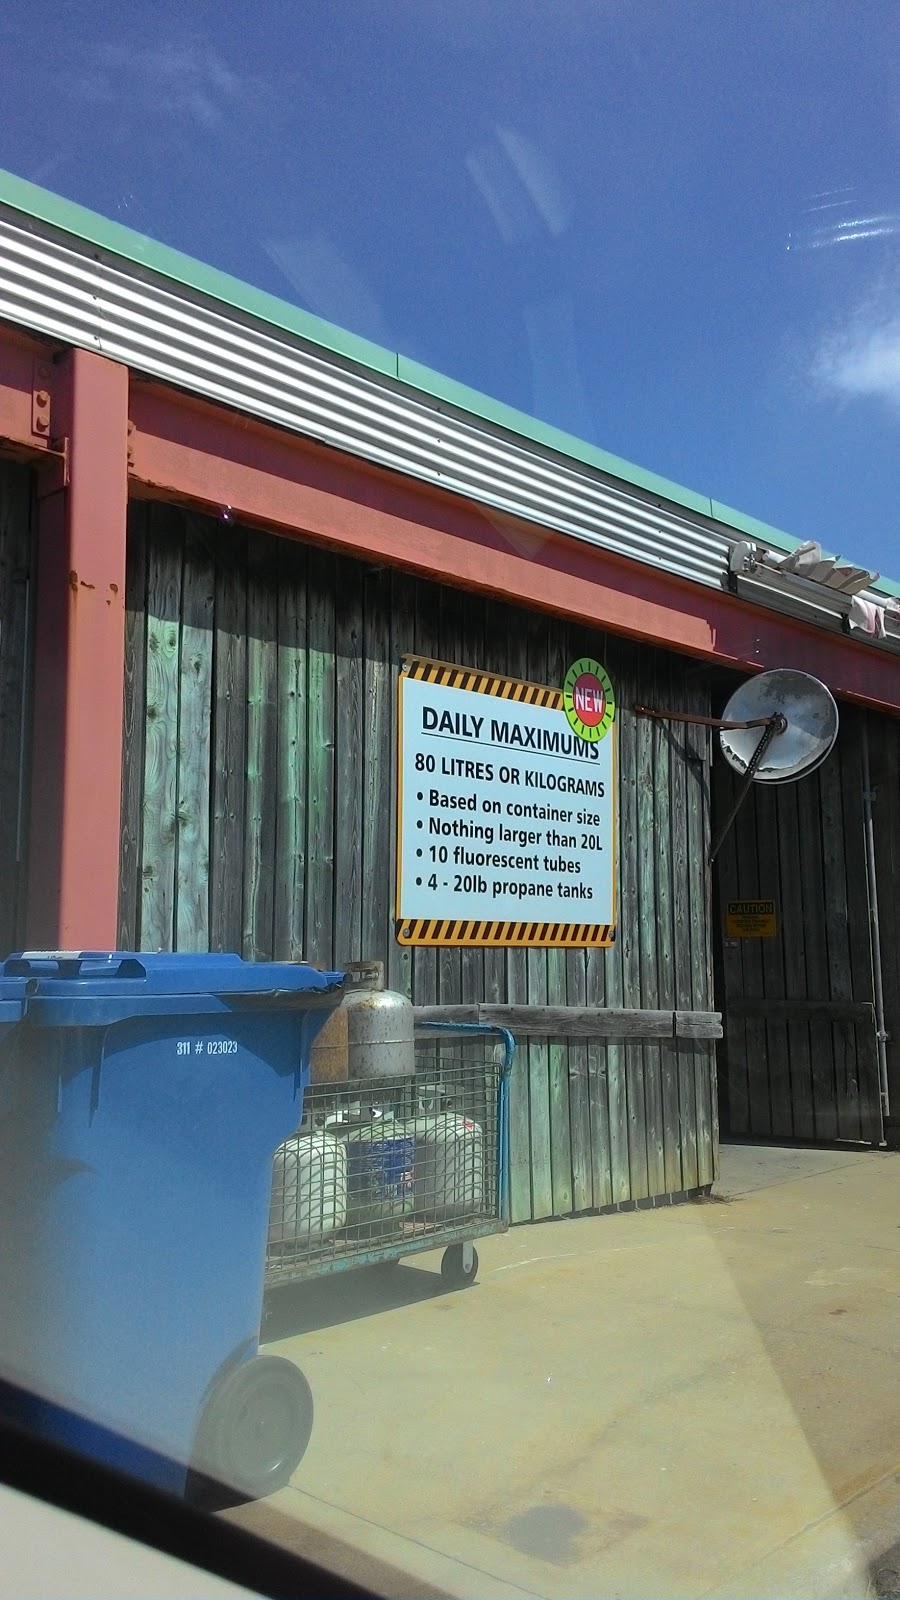 NEW
DAILY MAXIMUMS
80 LITRES OR KILOGRAMS
• Based on container size
• Nothing larger than 20L
• 10 fluorescent tubes
• 4 - 20lb propane tanks
CAUTION
311 # 023023